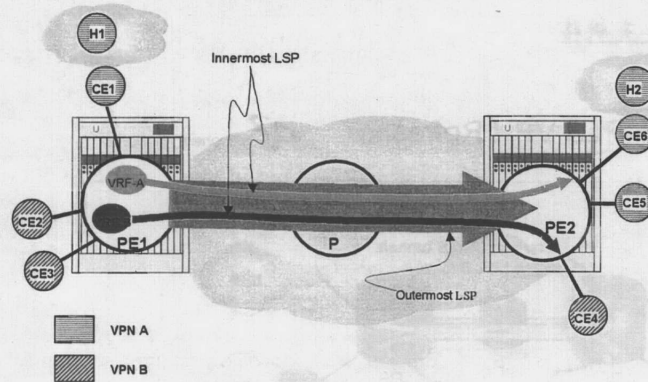 H1
Innermost LSP
CE1
H2
U
U
CE6
VRF-A
CE2
CE5
PE1
P
PE2
CE3
Outermost LSP
CE4
VPN A
VPN B